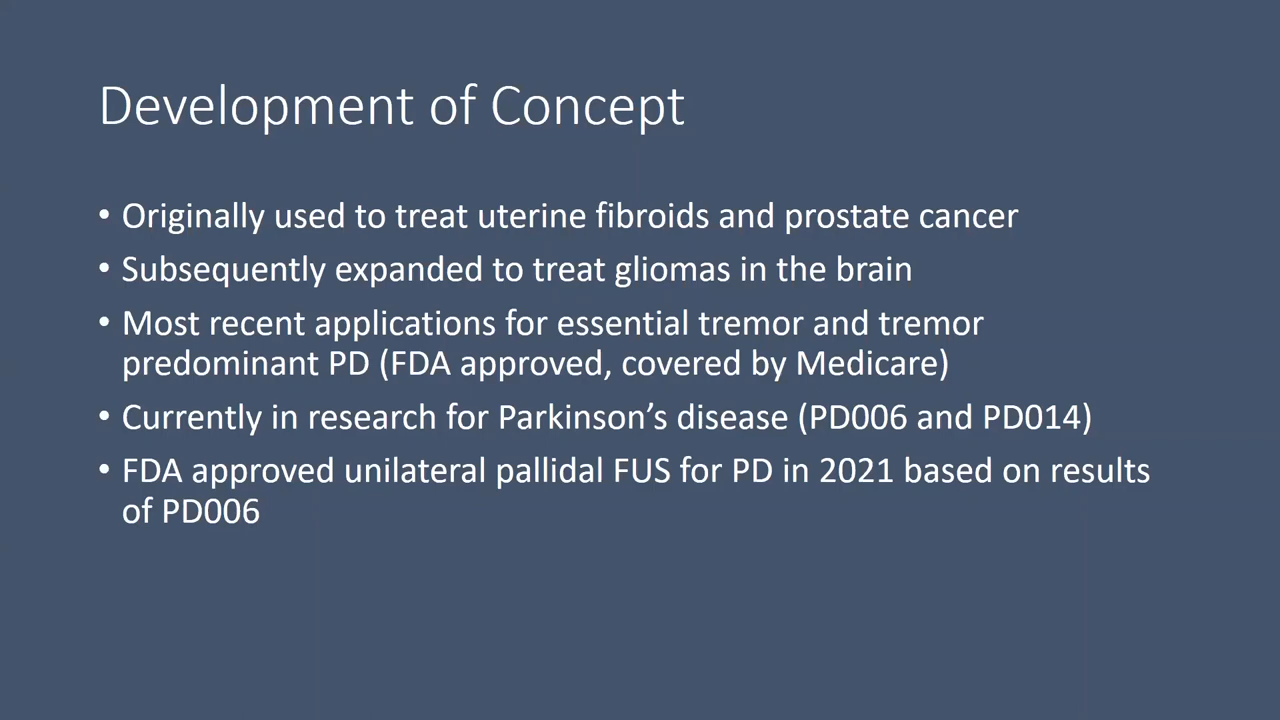 Development of Concept
• Originally used to treat uterine fibroids and prostate cancer
• Subsequently expanded to treat gliomas in the brain
• Most recent applications for essential tremor and tremor
predominant PD (FDA approved, covered by Medicare)
• Currently in research for Parkinson’s disease (PD006 and PD014)
• FDA approved unilateral pallidal FUS for PD in 2021 based on results
of PD006